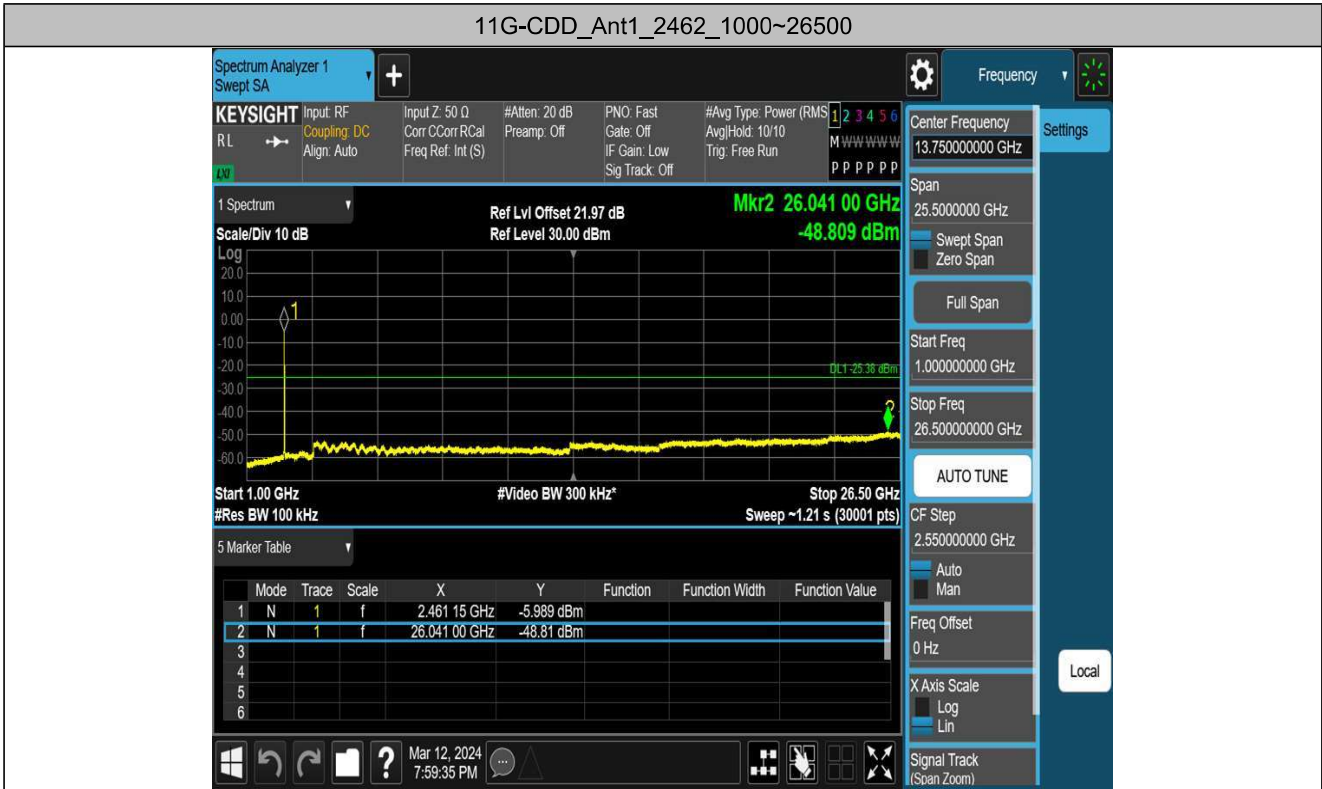 11G-CDD_Ant1_2462_1000~26500
Spectrum Analyzer 1
Swept SA
+
Frequency
KEYSIGHT
RL
LXI
Input: RF
Coupling: DC
Align: Auto
Input Z: 50 Ω
Corr CCorr RCal
Freq Ref: Int (S)
#Atten: 20 dB
Preamp: Off
PNO: Fast
Gate: Off
IF Gain: Low
Sig Track: Off
#Avg Type: Power (RMS
Avg|Hold: 10/10
Trig: Free Run
1 2 3 4 5 6
M W W W W W
P P P P P P
1 Spectrum
Scale/Div 10 dB
Ref Lvl Offset 21.97 dB
Ref Level 30.00 dBm
Mkr2 26.041 00 GHz
-48.809 dBm
Log
20.0
10.0
0.00
-10.0
-20.0
-30.0
-40.0
-50.0
-60.0
1
DL1 -25.38 dBm
2
Start 1.00 GHz
#Res BW 100 kHz
#Video BW 300 kHz*
Stop 26.50 GHz
Sweep ~1.21 s (30001 pts)
5 Marker Table
Mode Trace Scale X Y Function Function Width Function Value
1 N 1 f 2.461 15 GHz -5.989 dBm
2 N 1 f 26.041 00 GHz -48.81 dBm
3
4
5
6
Mar 12, 2024
7:59:35 PM
?
Center Frequency
13.750000000 GHz
Settings
Span
25.5000000 GHz
Swept Span
Zero Span
Full Span
Start Freq
1.000000000 GHz
Stop Freq
26.500000000 GHz
AUTO TUNE
CF Step
2.550000000 GHz
Auto
Man
Freq Offset
0 Hz
X Axis Scale
Log
Lin
Local
Signal Track
(Span Zoom)